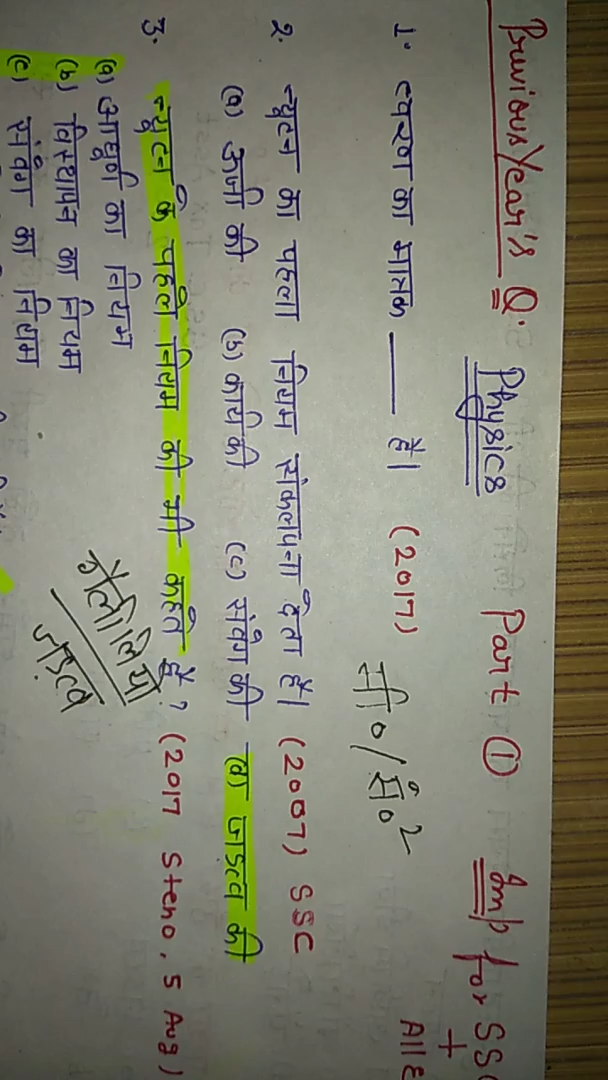 Previous Year's Q: Physics Part ① Imp for SSC + All E
1. त्वरण का मात्रक ——— है। (2017) मी०/से०²
2. न्यूटन का पहला नियम संकल्पना देता है। (2007) SSC
(a) ऊर्जा की (b) कार्य की (c) संवेग की जड़त्व की
3. न्यूटन के पहले नियम को भी कहते हैं? (2017 Steno, 5 Aug)
(a) आघूर्ण का नियम
(b) विस्थापन का नियम
(c) संवेग का नियम
गैलीलियो
जड़त्व